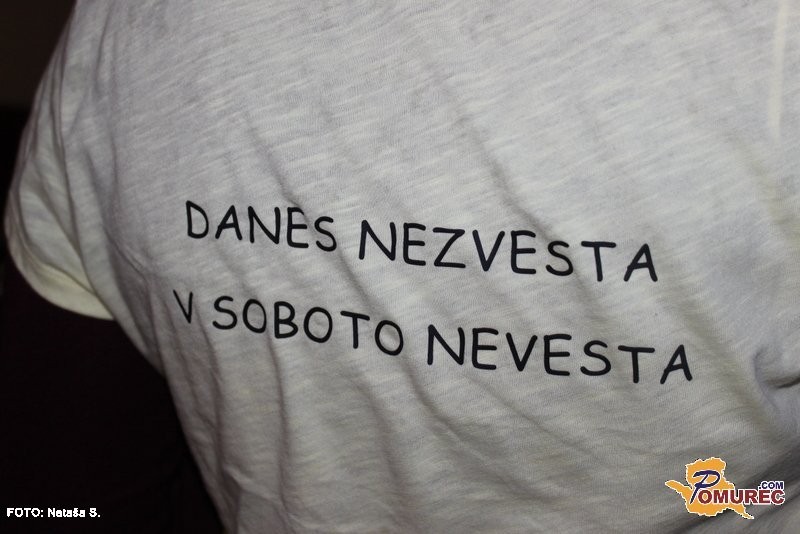 DANES NEZVESTA
V SOBOTO NEVESTA
POMUREC.COM
FOTO: Nataša S.